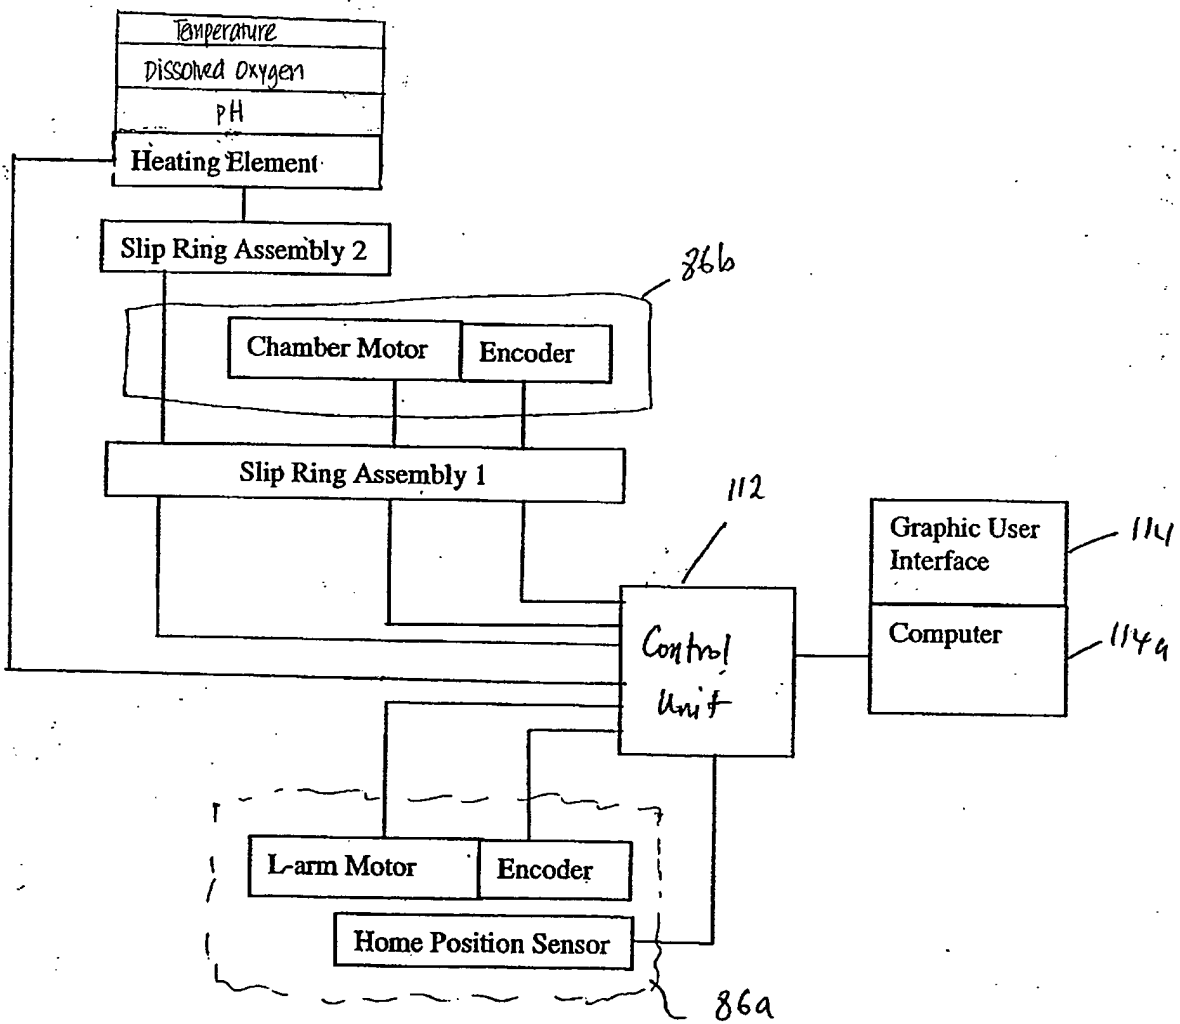 Temperature
Dissolved Oxygen
pH
Heating Element
Slip Ring Assembly 2
86b
Chamber Motor
Encoder
Slip Ring Assembly 1
112
Graphic User
Interface
114
Computer
114a
Control
Unit
L-arm Motor
Encoder
Home Position Sensor
86a